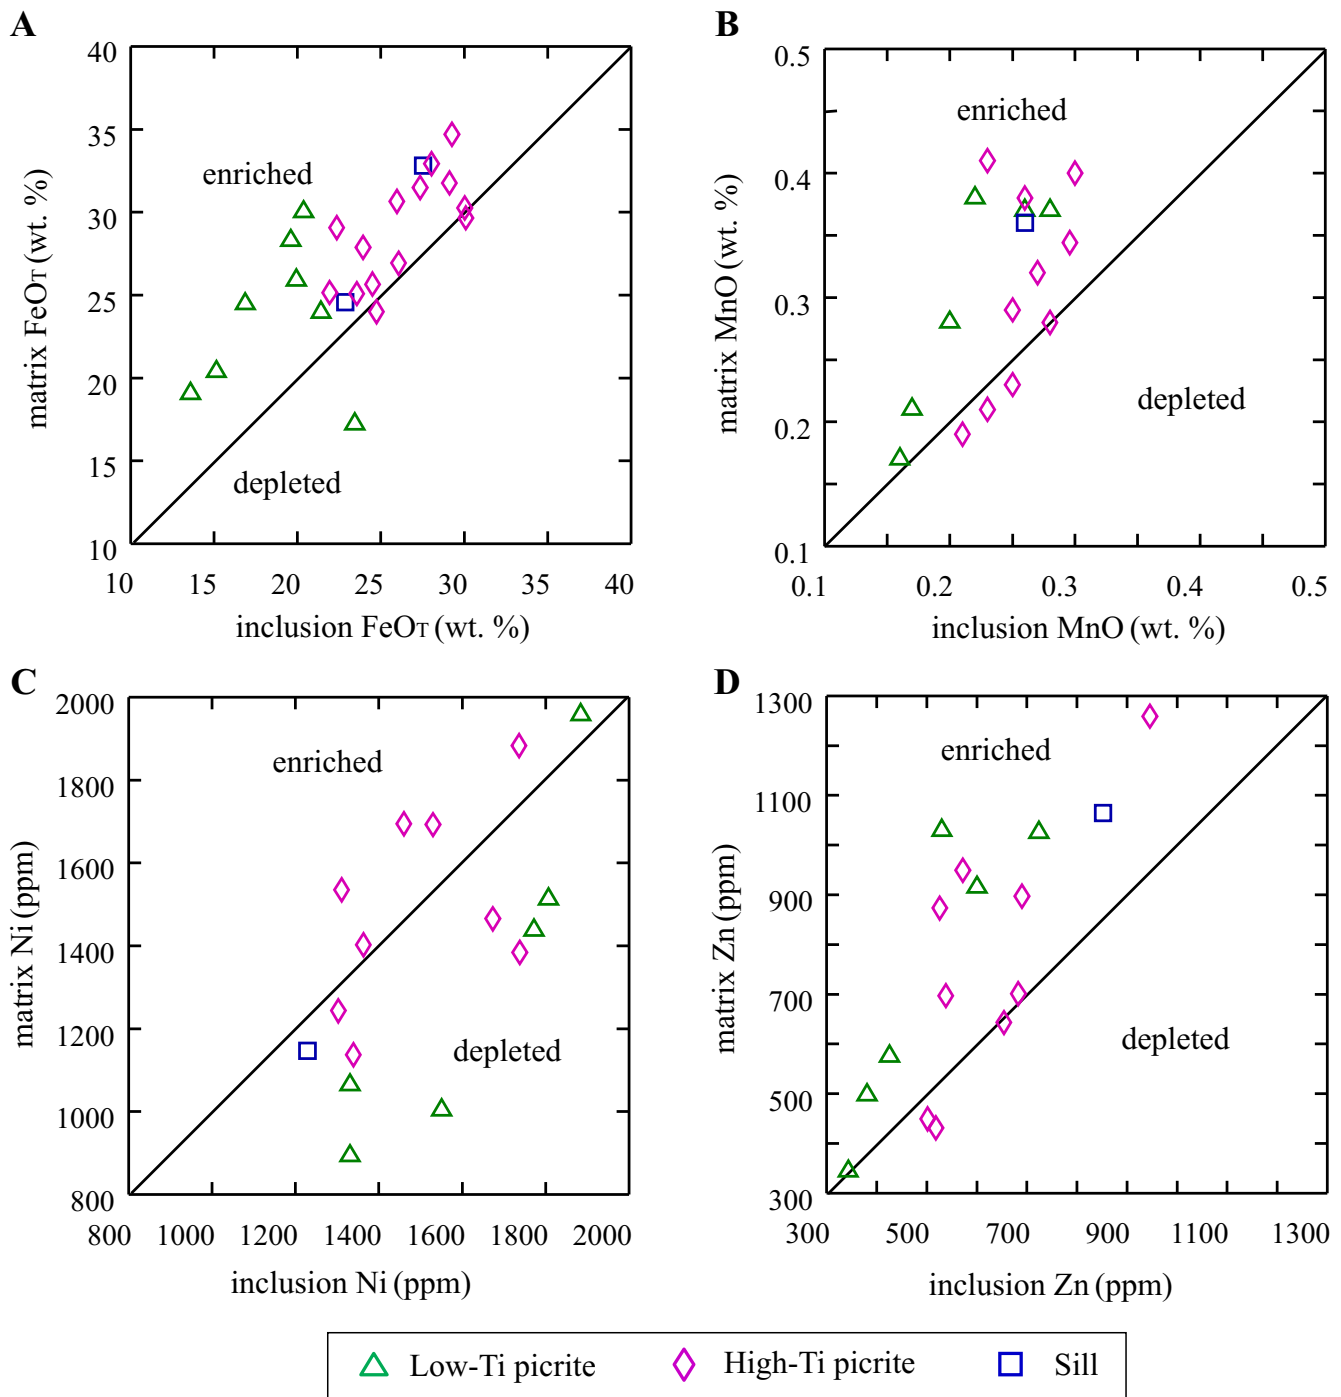 A
40
35
30
25
20
15
10
10 15 20 25 30 35 40
matrix FeOT (wt. %)
inclusion FeOT (wt. %)
enriched
depleted
B
0.5
0.4
0.3
0.2
0.1
0.1 0.2 0.3 0.4 0.5
matrix MnO (wt. %)
inclusion MnO (wt. %)
enriched
depleted
C
2000
1800
1600
1400
1200
1000
800
800 1000 1200 1400 1600 1800 2000
matrix Ni (ppm)
inclusion Ni (ppm)
enriched
depleted
D
1300
1100
900
700
500
300
300 500 700 900 1100 1300
matrix Zn (ppm)
inclusion Zn (ppm)
enriched
depleted
Low-Ti picrite High-Ti picrite Sill